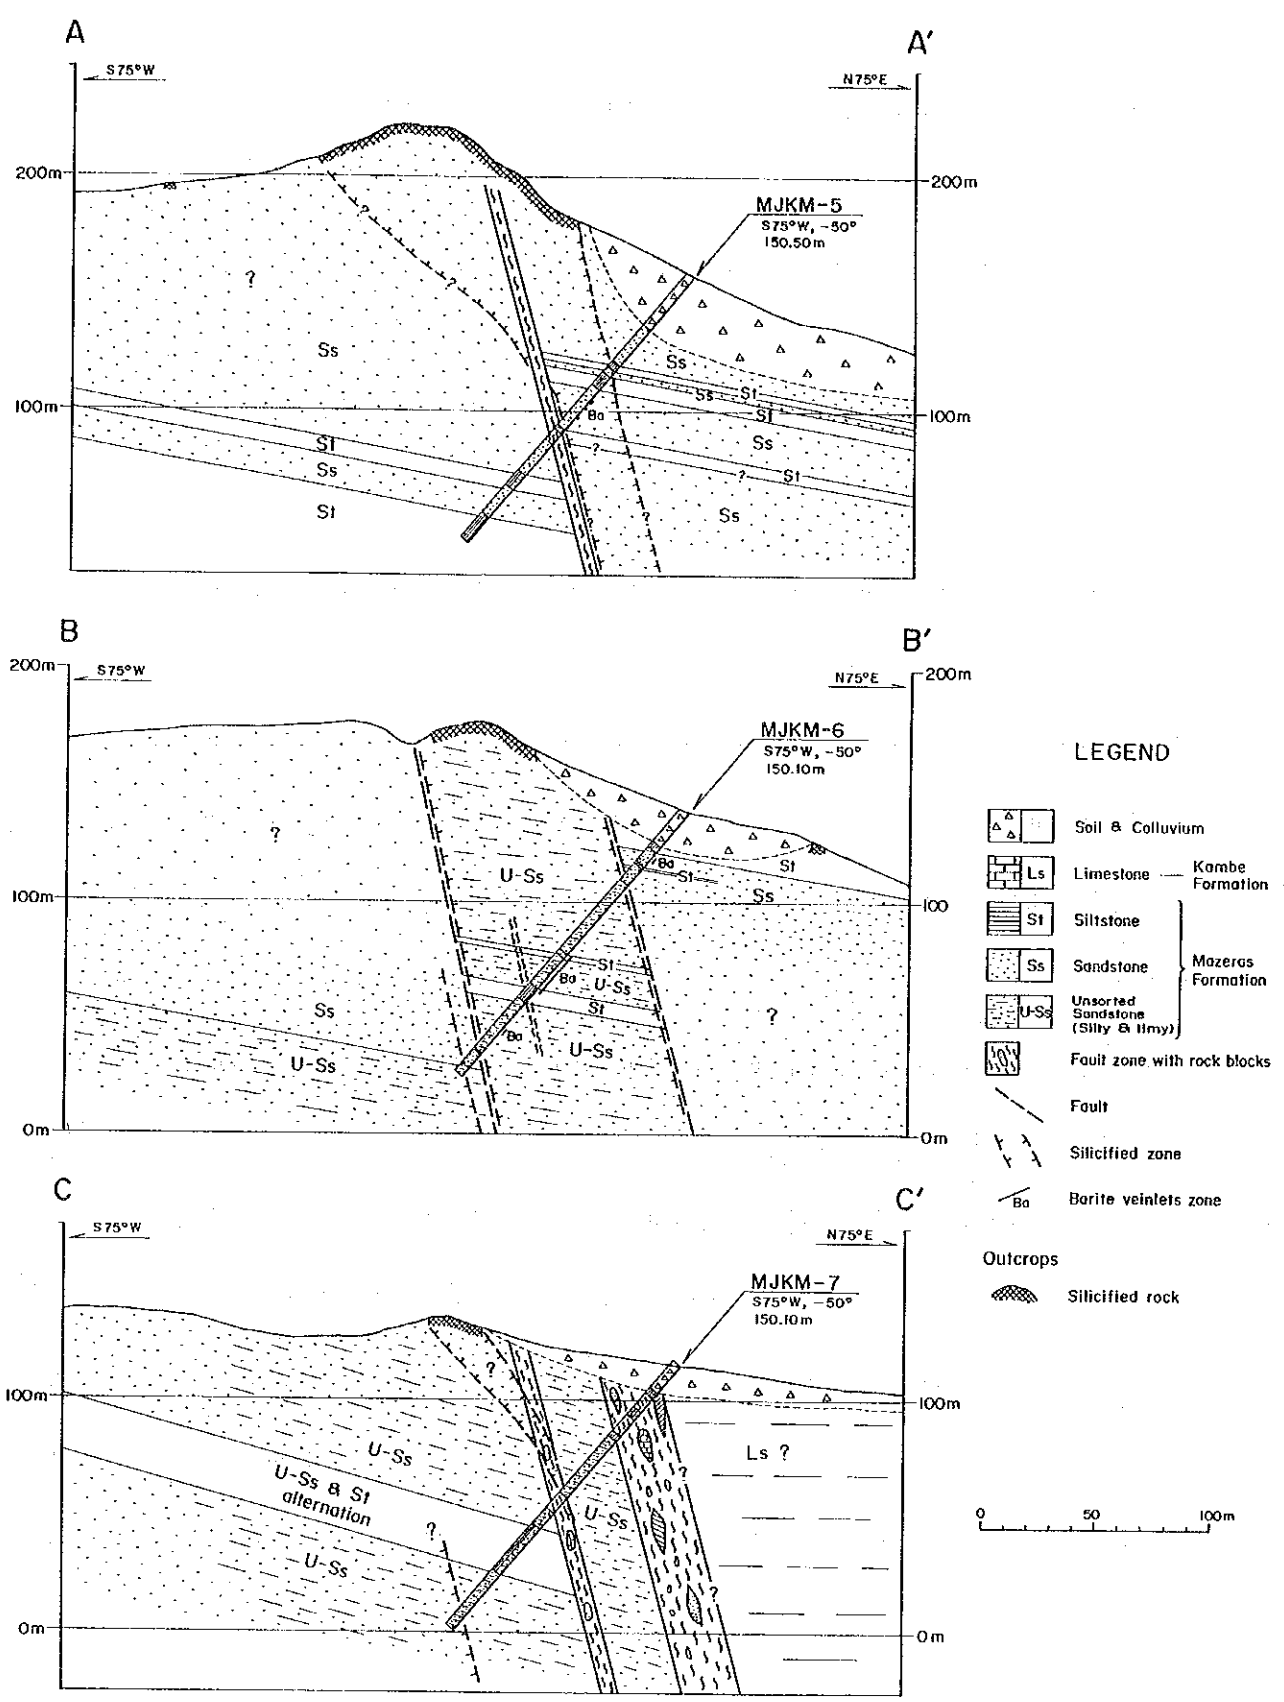 A
A'
S75°W
N75°E
200m
200m
MJKM-5
S75°W, -50°
150.50m
?
?
?
Ss
Ss
Ss
St
100m
100m
Ba
St
Ss
St
?
Ss
? St
St
?
?
Ss
B
B'
200m
200m
S75°W
N75°E
MJKM-6
S75°W, -50°
150.10m
?
U-Ss
Ba
St
St
Ss
100m
100
St
Ba
U-Ss
St
Ss
?
Ba
U-Ss
U-Ss
0m
0m
C
C'
S75°W
N75°E
MJKM-7
S75°W, -50°
150.10m
?
100m
100m
U-Ss
Ls ?
?
U-Ss & St
alternation
U-Ss
?
U-Ss
?
0m
0m
LEGEND
Soil & Colluvium
Ls
Limestone
Kambe
Formation
St
Siltstone
Ss
Sandstone
Mazeras
Formation
U-Ss
Unsorted
Sandstone
(Silty & limy)
Fault zone with rock blocks
Fault
Silicified zone
Ba
Barite veinlets zone
Outcrops
Silicified rock
0 50 100m